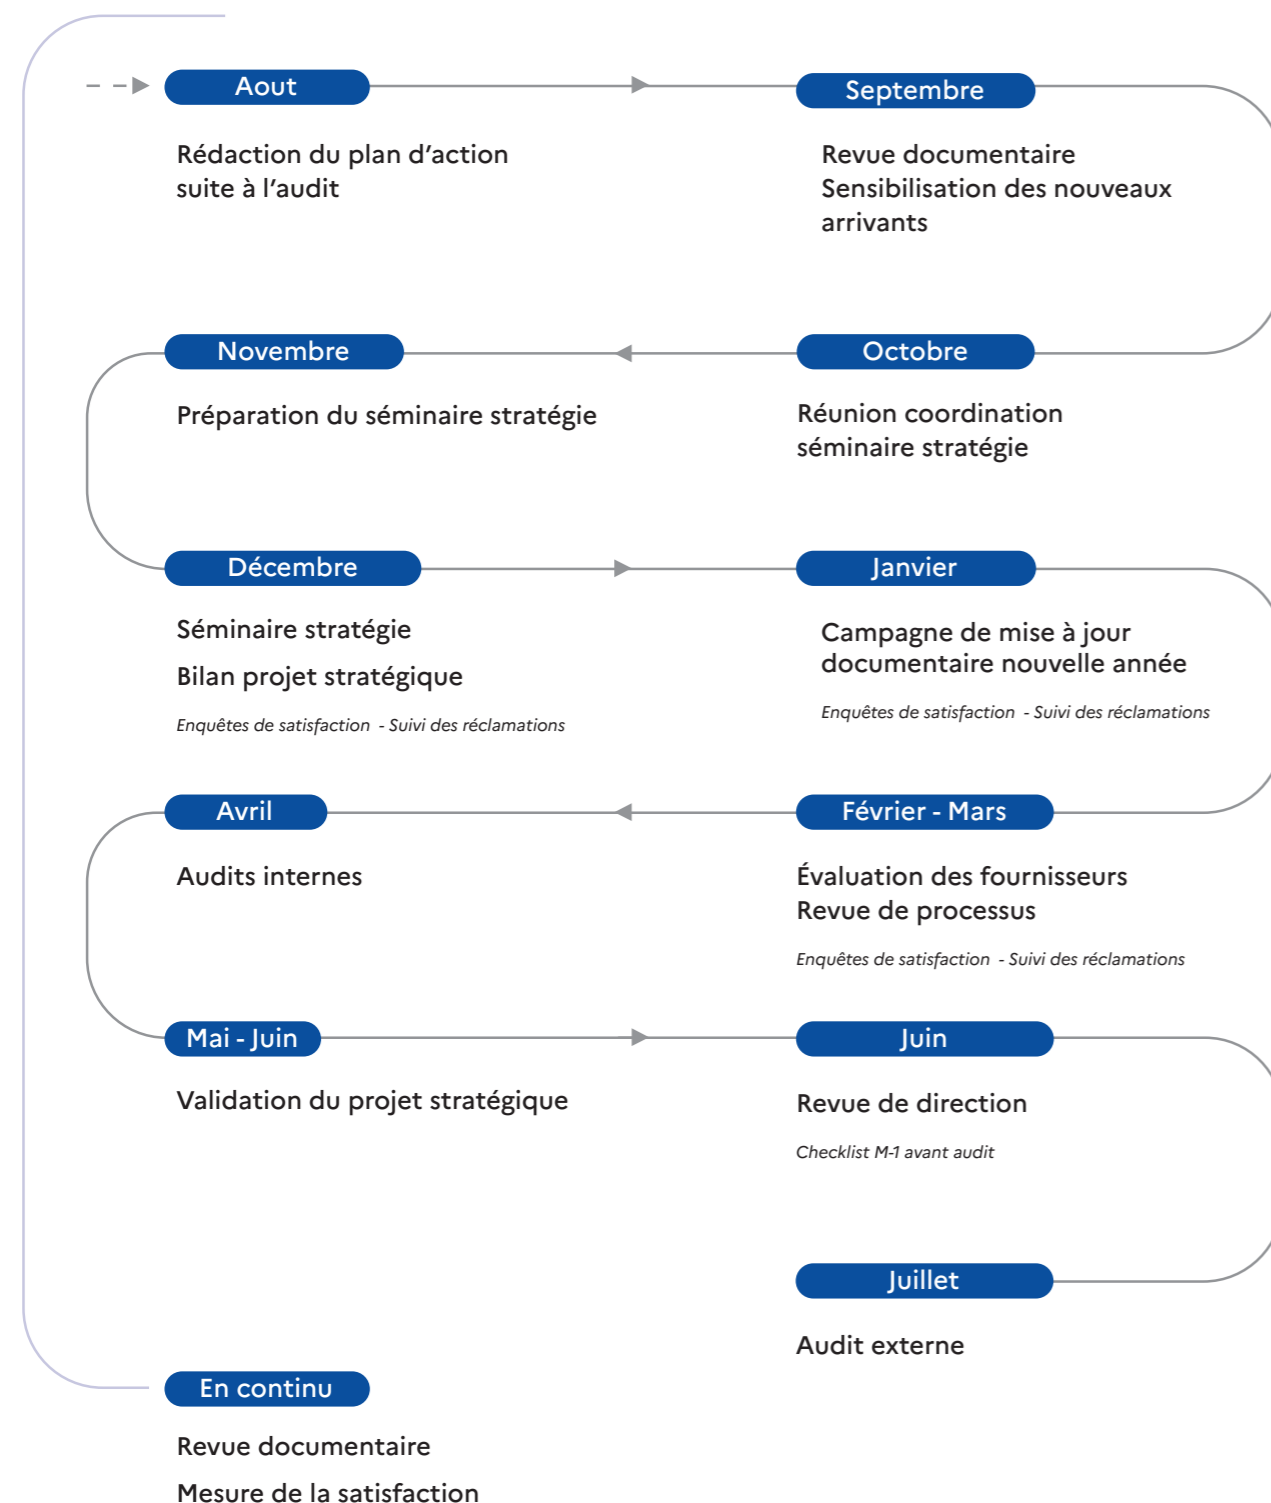 Aout
Rédaction du plan d'action
suite à l'audit
Septembre
Revue documentaire
Sensibilisation des nouveaux
arrivants
Octobre
Réunion coordination
séminaire stratégie
Novembre
Préparation du séminaire stratégie
Décembre
Séminaire stratégie
Bilan projet stratégique
Enquêtes de satisfaction - Suivi des réclamations
Janvier
Campagne de mise à jour
documentaire nouvelle année
Enquêtes de satisfaction - Suivi des réclamations
Février - Mars
Évaluation des fournisseurs
Revue de processus
Enquêtes de satisfaction - Suivi des réclamations
Avril
Audits internes
Mai - Juin
Validation du projet stratégique
Juin
Revue de direction
Checklist M-1 avant audit
Juillet
Audit externe
En continu
Revue documentaire
Mesure de la satisfaction